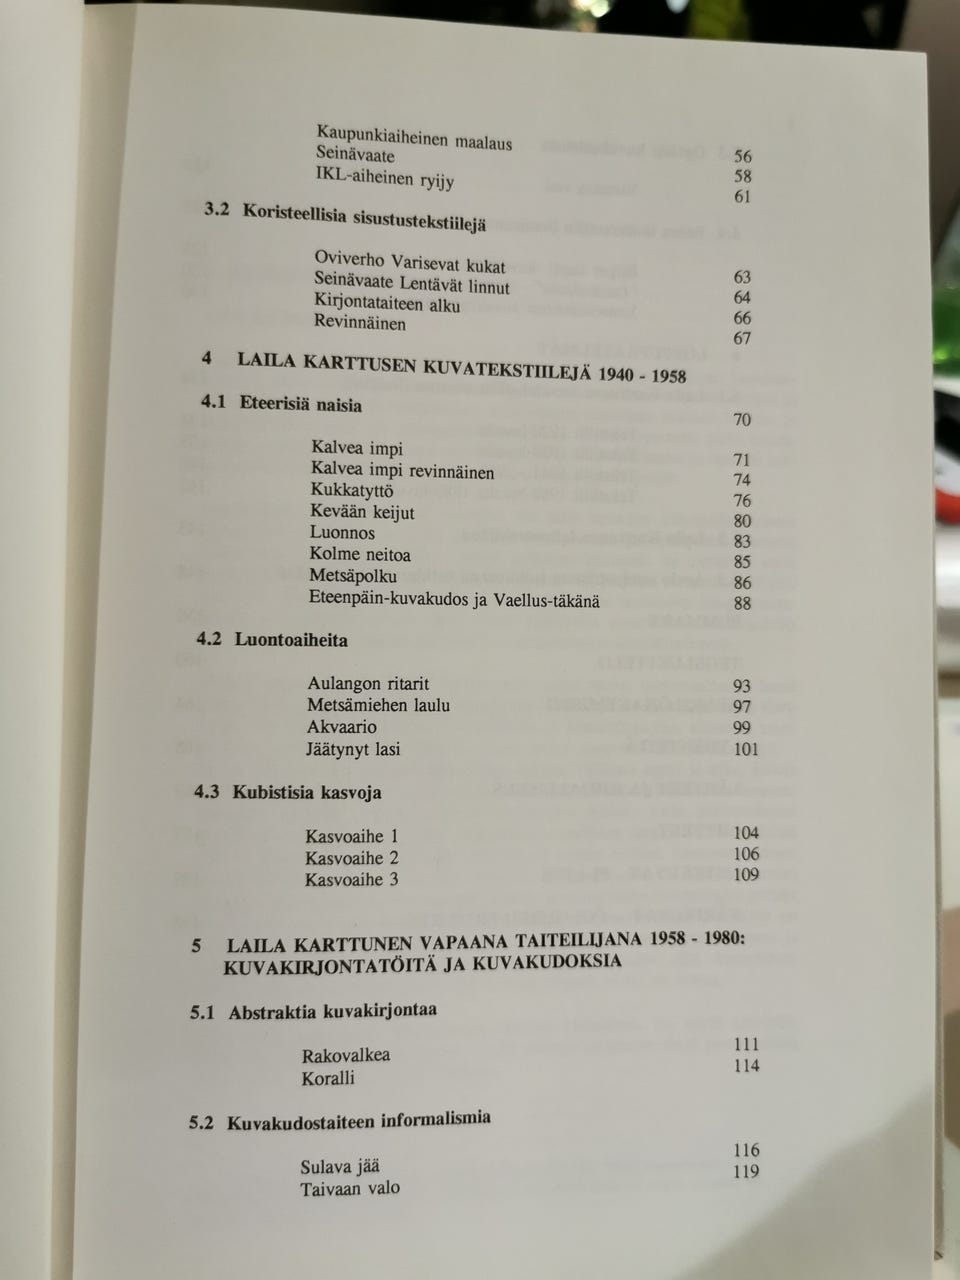 Kaupunkiaiheinen maalaus 56
Seinävaate 58
IKL-aiheinen ryijy 61
3.2 Koristeellisia sisustustekstiilejä
Oviverho Varisevat kukat 63
Seinävaate Lentävät linnut 64
Kirjontataiteen alku 66
Revinnäinen 67
4 LAILA KARTTUSEN KUVATEKSTIILEJÄ 1940 - 1958
4.1 Eteerisiä naisia 70
Kalvea impi 71
Kalvea impi revinnäinen 74
Kukkatyttö 76
Kevään keijut 80
Luonnos 83
Kolme neitoa 85
Metsäpolku 86
Eteenpäin-kuvakudos ja Vaellus-täkänä 88
4.2 Luontoaiheita
Aulangon ritarit 93
Metsämiehen laulu 97
Akvaario 99
Jäätynyt lasi 101
4.3 Kubistisia kasvoja
Kasvoaihe 1 104
Kasvoaihe 2 106
Kasvoaihe 3 109
5 LAILA KARTTUNEN VAPAANA TAITEILIJANA 1958 - 1980:
KUVAKIRJONTATÖITÄ JA KUVAKUDOKSIA
5.1 Abstraktia kuvakirjontaa
Rakovalkea 111
Koralli 114
5.2 Kuvakudostaiteen informalismia
Sulava jää 116
Taivaan valo 119